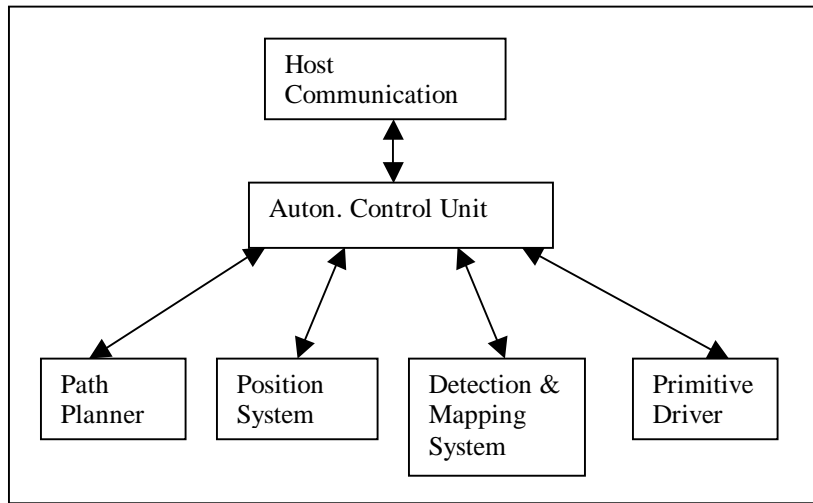 Host
Communication
Auton. Control Unit
Path
Planner
Position
System
Detection &
Mapping
System
Primitive
Driver